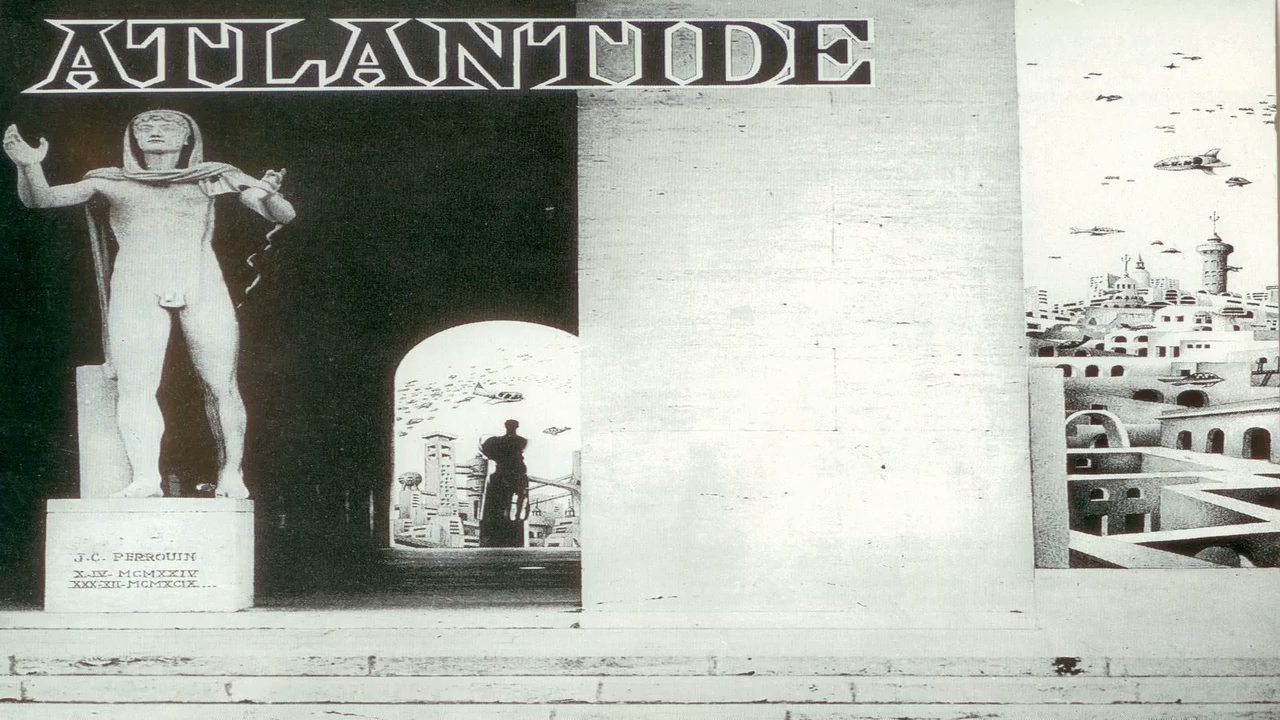 ATLANTIDE
J.C. PERROUIN
X-IV- MCMXXIV
XXX-XII-MCMXCIX....